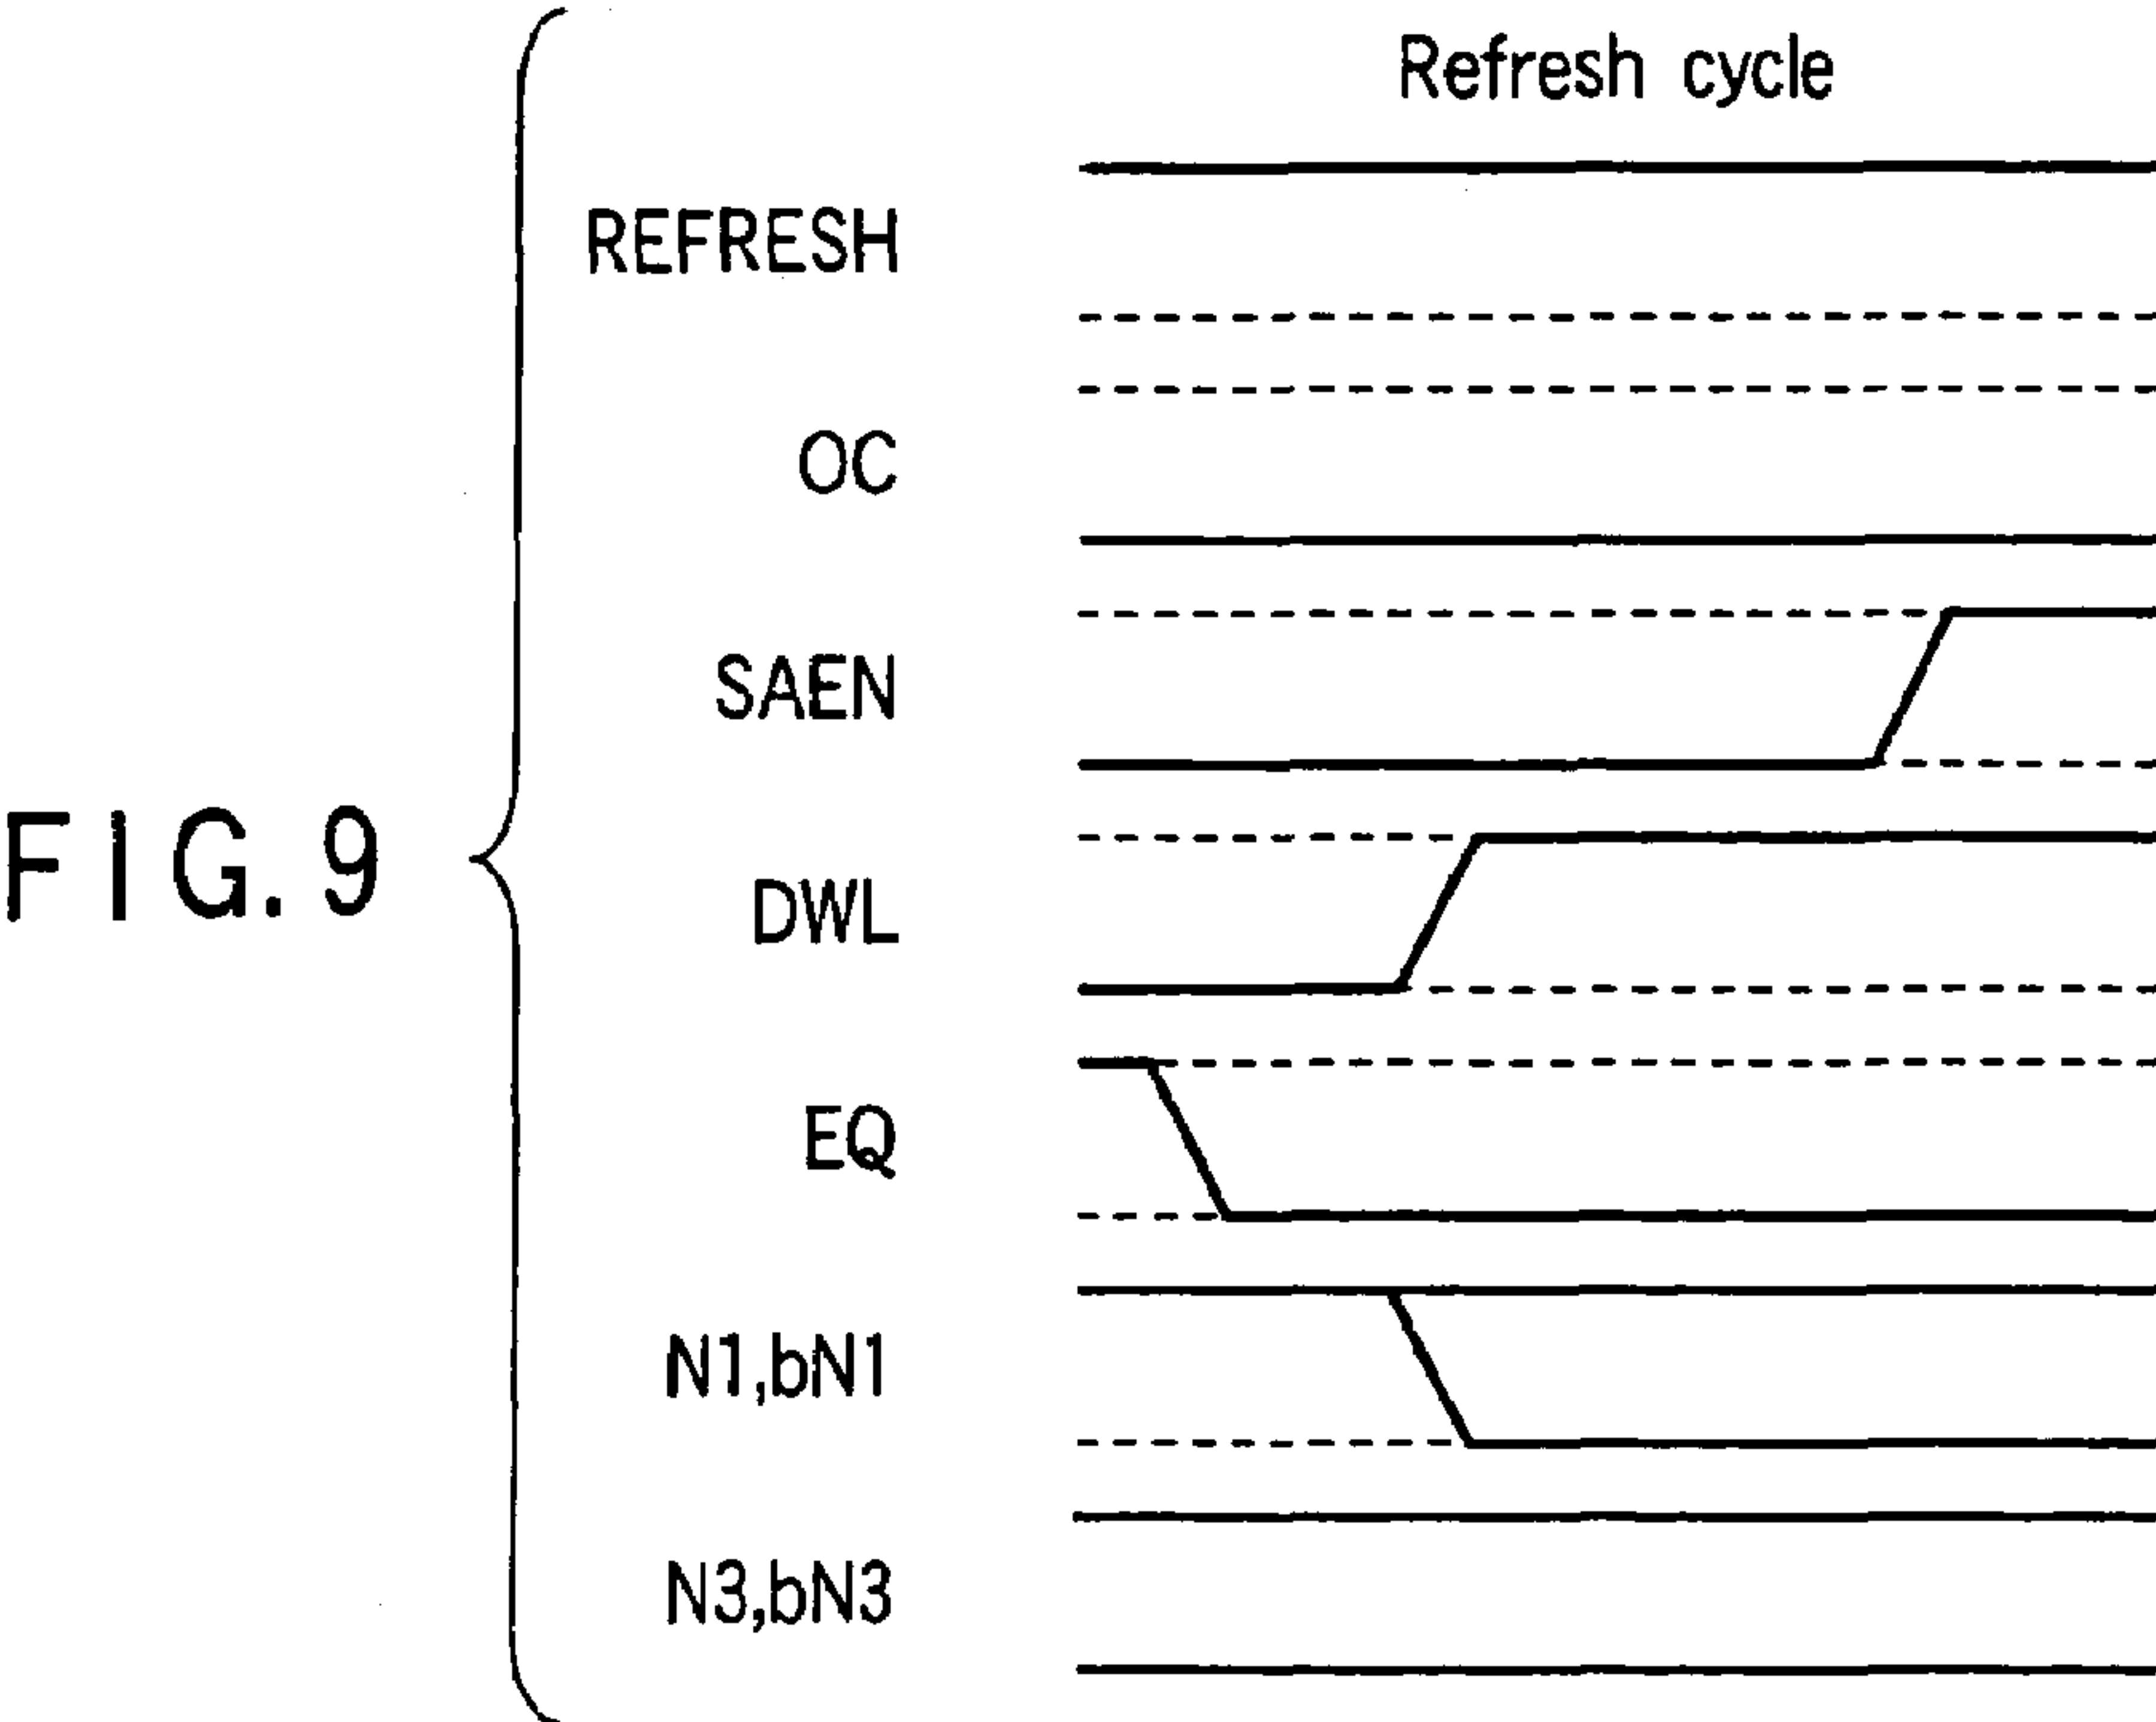 Refresh cycle
REFRESH
OC
SAEN
FIG. 9
DWL
EQ
N1,bN1
N3,bN3